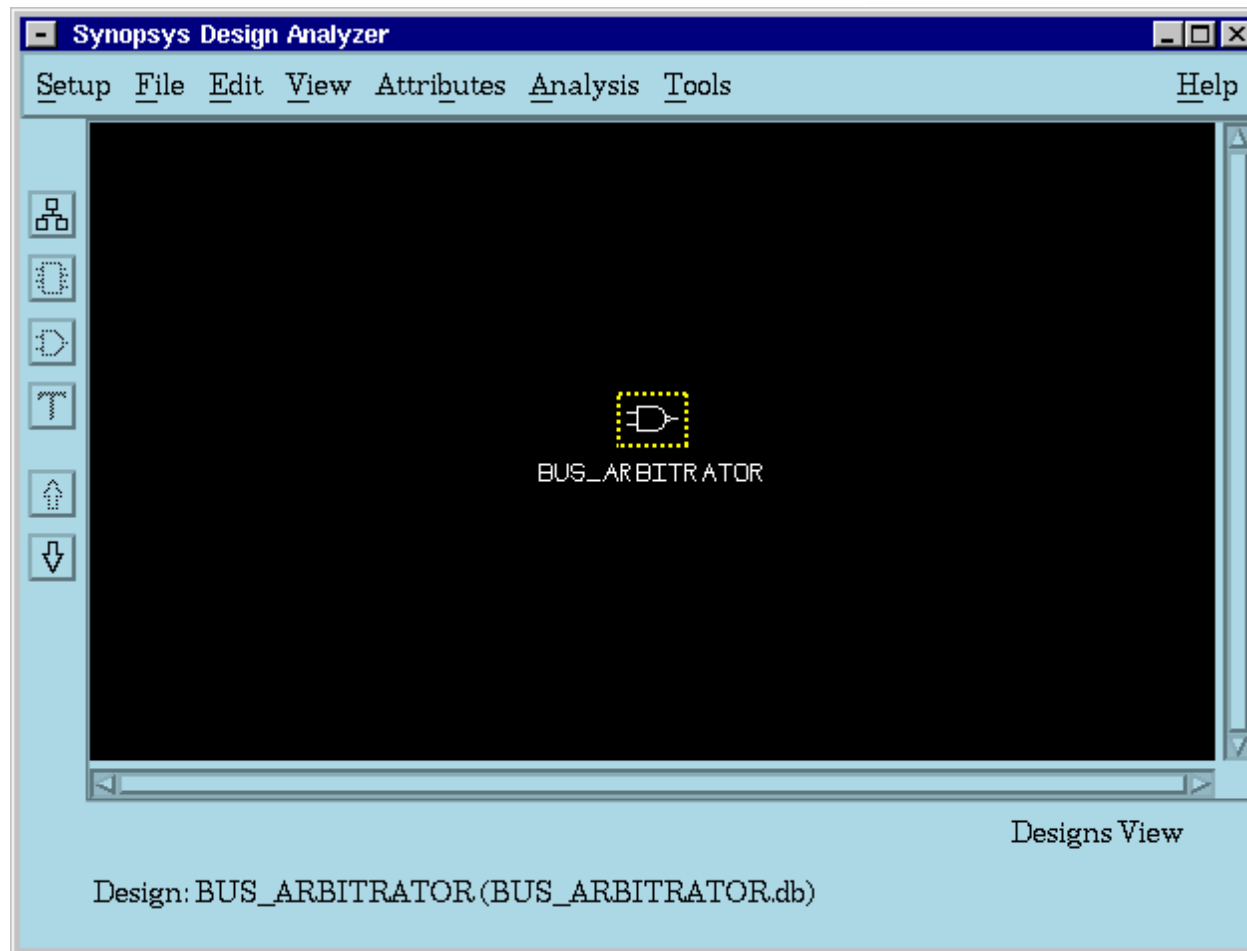 Synopsys Design Analyzer
Setup File Edit View Attributes Analysis Tools Help
BUS_ARBITRATOR
Designs View
Design: BUS_ARBITRATOR (BUS_ARBITRATOR.db)